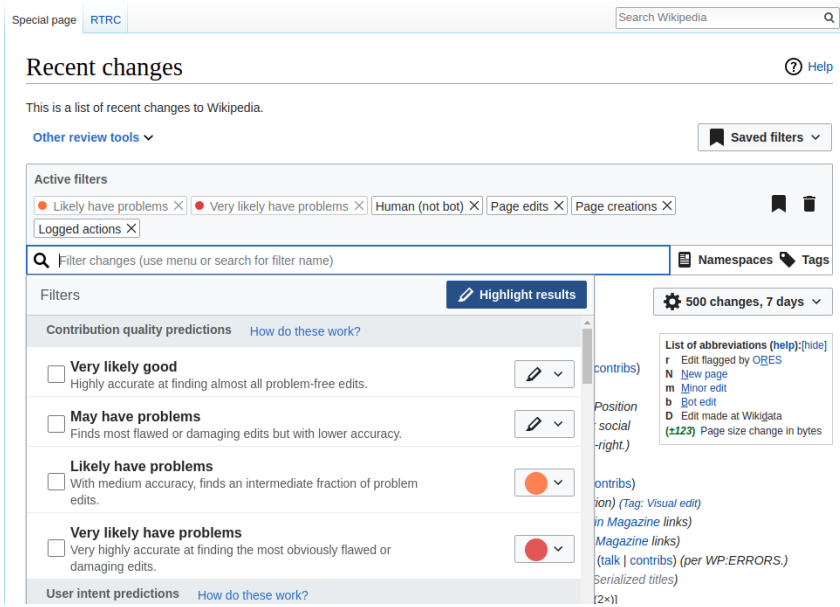 Special page RTRC Search Wikipedia
Recent changes
Help
This is a list of recent changes to Wikipedia.
Other review tools
Saved filters
Active filters
Likely have problems Very likely have problems Human (not bot) Page edits Page creations
Logged actions
Filter changes (use menu or search for filter name)
Namespaces Tags
Filters
Highlight results
500 changes, 7 days
Contribution quality predictions How do these work?
Very likely good
Highly accurate at finding almost all problem-free edits.
May have problems
Finds most flawed or damaging edits but with lower accuracy.
Likely have problems
With medium accuracy, finds an intermediate fraction of problem
edits.
Very likely have problems
Very highly accurate at finding the most obviously flawed or
damaging edits.
User intent predictions How do these work?
List of abbreviations (help):[hide]
r Edit flagged by ORES
N New page
m Minor edit
b Bot edit
D Edit made at Wikidata
(±123) Page size change in bytes
contribs)
Position
social
-right.)
ontribs)
ion) (Tag: Visual edit)
in Magazine links)
Magazine links)
(talk | contribs) (per WP:ERRORS.)
Serialized titles)
(2×)]